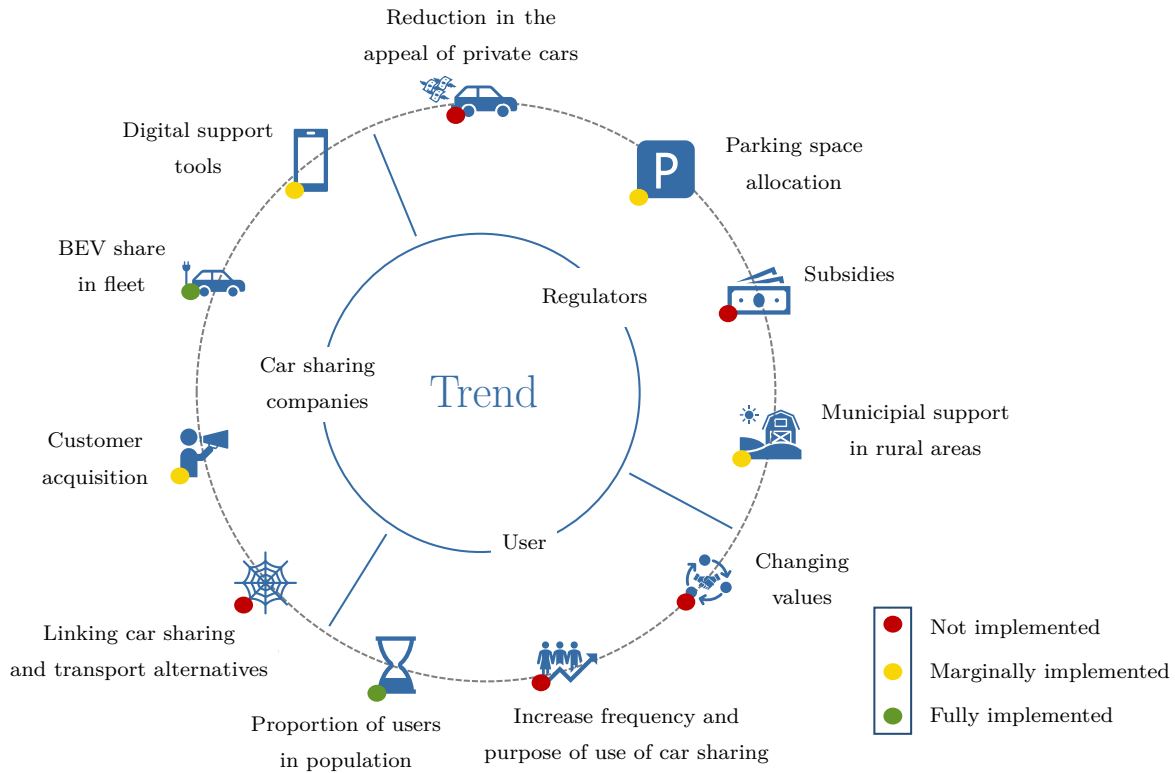 Reduction in the
appeal of private cars
Digital support
tools
P
Parking space
allocation
BEV share
in fleet
Subsidies
Regulators
Car sharing
companies
Trend
Municipial support
in rural areas
Customer
acquisition
User
Changing
values
Linking car sharing
and transport alternatives
Proportion of users
in population
Increase frequency and
purpose of use of car sharing
Not implemented
Marginally implemented
Fully implemented